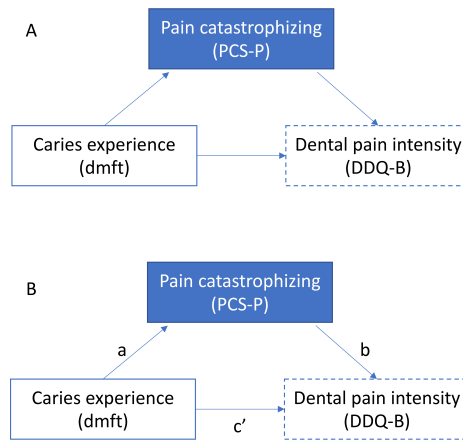 A
Pain catastrophizing
(PCS-P)
Caries experience
(dmft)
Dental pain intensity
(DDQ-B)
B
Pain catastrophizing
(PCS-P)
a
b
Caries experience
(dmft)
c’
Dental pain intensity
(DDQ-B)